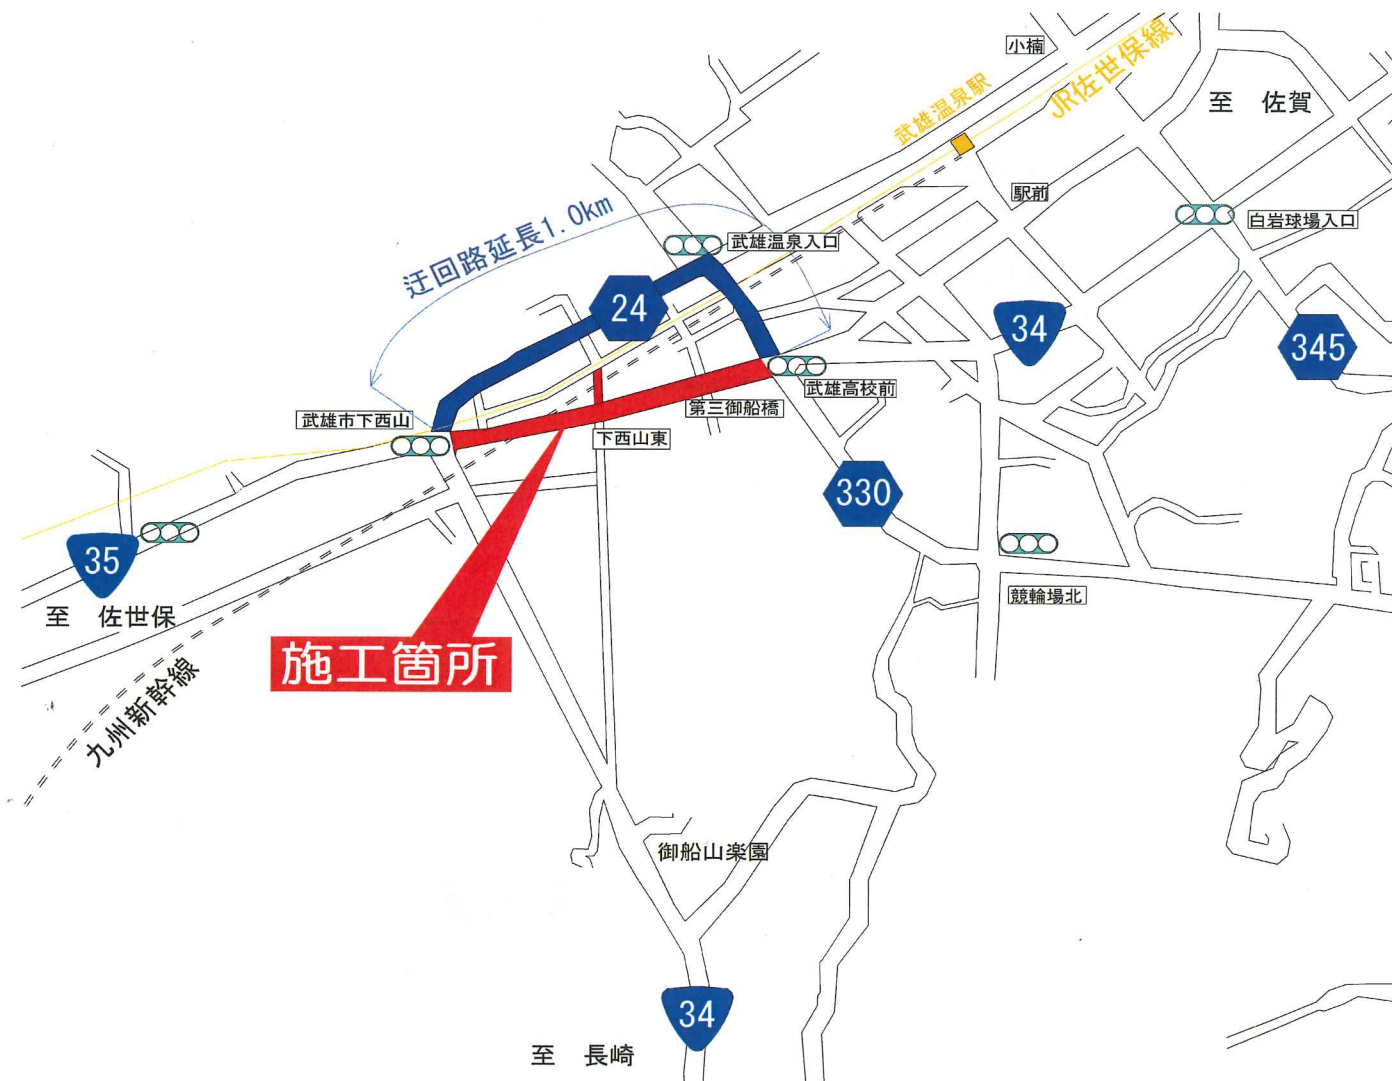 小楠
JR佐世保線
武雄温泉駅
至 佐賀
駅前
白岩球場入口
迂回路延長1.0km
武雄温泉入口
24
34
345
武雄高校前
第三御船橋
武雄市下西山
下西山東
330
35
至 佐世保
競輪場北
施工箇所
九州新幹線
御船山楽園
34
至 長崎